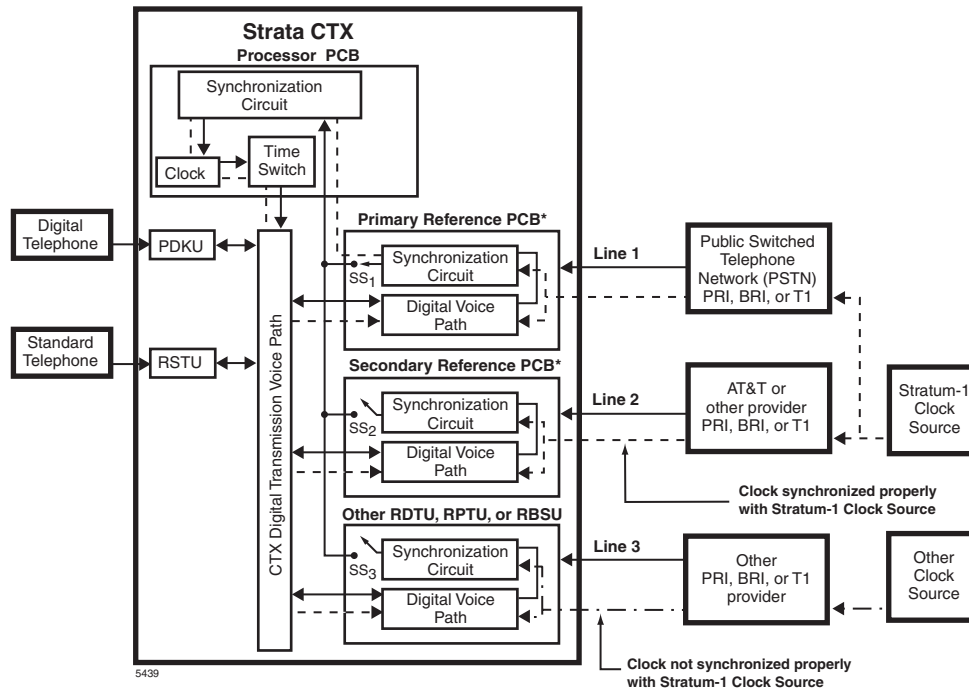 Strata CTX
Processor PCB
Synchronization
Circuit
Clock
Time
Switch
Digital
Telephone
PDKU
Standard
Telephone
RSTU
CTX Digital Transmission Voice Path
Primary Reference PCB*
SS1
Synchronization
Circuit
Digital Voice
Path
Line 1
Public Switched
Telephone
Network (PSTN)
PRI, BRI, or T1
Secondary Reference PCB*
SS2
Synchronization
Circuit
Digital Voice
Path
Line 2
AT&T or
other provider
PRI, BRI, or T1
Stratum-1
Clock
Source
Clock synchronized properly
with Stratum-1 Clock Source
Other RDTU, RPTU, or RBSU
SS3
Synchronization
Circuit
Digital Voice
Path
Line 3
Other
PRI, BRI, or T1
provider
Other
Clock
Source
Clock not synchronized properly
with Stratum-1 Clock Source
5439